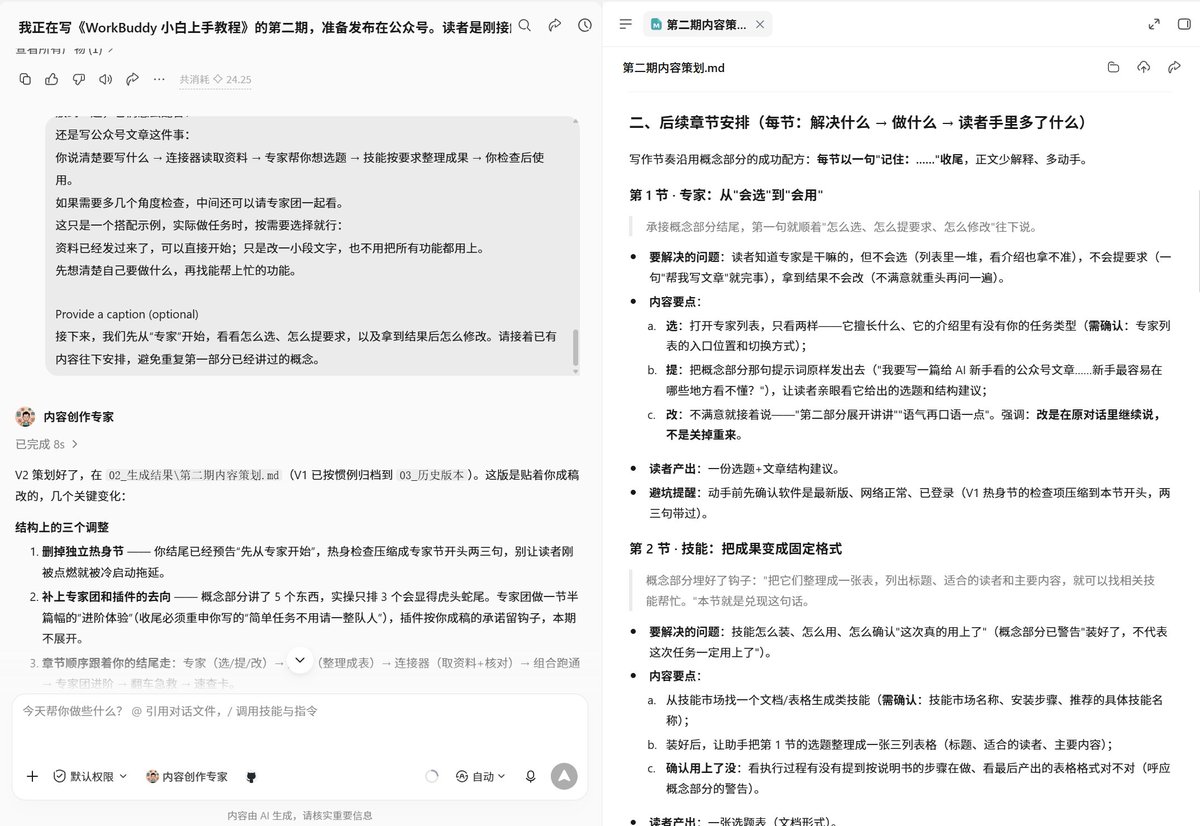 我正在写《WorkBuddy 小白上手教程》的第二期，准备发布在公众号。读者是刚接
共消耗 24.25
还是写公众号文章这件事：
你说清楚要写什么 → 连接器读取资料 → 专家帮你想选题 → 技能按要求整理成果 → 你检查后使
用。
如果需要多几个角度检查，中间还可以请专家团一起看。
这只是一个搭配示例，实际做任务时，按需要选择就行：
资料已经发过来了，可以直接开始；只是改一小段文字，也不用把所有功能都用上。
先想清楚自己要做什么，再找能帮上忙的功能。
Provide a caption (optional)
接下来，我们先从“专家”开始，看看怎么选、怎么提要求，以及拿到结果后怎么修改。请接着已有
内容往下安排，避免重复第一部分已经讲过的概念。
内容创作专家
已完成 8s
V2 策划好了，在 02_生成结果\第二期内容策划.md（V1 已按惯例归档到 03_历史版本）。这版是贴着你成稿
改的，几个关键变化：
结构上的三个调整
1. 删掉独立热身节 —— 你结尾已经预告“先从专家开始”，热身检查压缩成专家节开头两三句，别让读者刚
被点燃就被冷启动拖延。
2. 补上专家团和插件的去向 —— 概念部分讲了 5 个东西，实操只排 3 个会显得虎头蛇尾。专家团做一节半
篇幅的“进阶体验”（收尾必须重申你写的“简单任务不用请一整队人”），插件按你成稿的承诺留钩子，本期
不展开。
3. 章节顺序跟着你的结尾走：专家（选/提/改）→ （整理成表）→ 连接器（取资料+核对）→ 组合跑通
→ 专家团进阶 → 翻车急救 → 速查卡。
今天帮你做些什么？ @ 引用对话文件，/ 调用技能与指令
默认权限
内容创作专家
自动
内容由 AI 生成，请核实重要信息
第二期内容策...
第二期内容策划.md
二、后续章节安排（每节：解决什么 → 做什么 → 读者手里多了什么）
写作节奏沿用概念部分的成功配方：每节以一句"记住：……"收尾，正文少解释、多动手。
第 1 节 · 专家：从"会选"到"会用"
承接概念部分结尾，第一句就顺着"怎么选、怎么提要求、怎么修改"往下说。
要解决的问题：读者知道专家是干嘛的，但不会选（列表里一堆，看介绍也拿不准），不会提要求（一
句"帮我写文章"就完事），拿到结果不会改（不满意就重头再问一遍）。
内容要点：
a. 选：打开专家列表，只看两样——它擅长什么、它的介绍里有没有你的任务类型（需确认：专家列
表的入口位置和切换方式）；
b. 提：把概念部分那句提示词原样发出去（"我要写一篇给 AI 新手看的公众号文章……新手最容易在
哪些地方看不懂？"），让读者亲眼看它给出的选题和结构建议；
c. 改：不满意就接着说——"第二部分展开讲讲""语气再口语一点"。强调：改是在原对话里继续说，
不是关掉重来。
读者产出：一份选题+文章结构建议。
避坑提醒：动手前先确认软件是最新版、网络正常、已登录（V1 热身节的检查项压缩到本节开头，两
三句带过）。
第 2 节 · 技能：把成果变成固定格式
概念部分埋好了钩子："把它们整理成一张表，列出标题、适合的读者和主要内容，就可以找相关技
能帮忙。"本节就是兑现这句话。
要解决的问题：技能怎么装、怎么用、怎么确认"这次真的用上了"（概念部分已警告"装好了，不代表
这次任务一定用上了"）。
内容要点：
a. 从技能市场找一个文档/表格生成类技能（需确认：技能市场名称、安装步骤、推荐的具体技能名
称）；
b. 装好后，让助手把第 1 节的选题整理成一张三列表格（标题、适合的读者、主要内容）；
c. 确认用上了没：看执行过程有没有提到按说明书的步骤在做、看最后产出的表格格式对不对（呼应
概念部分的警告）。
读者产出：一张选题表（文档形式）。